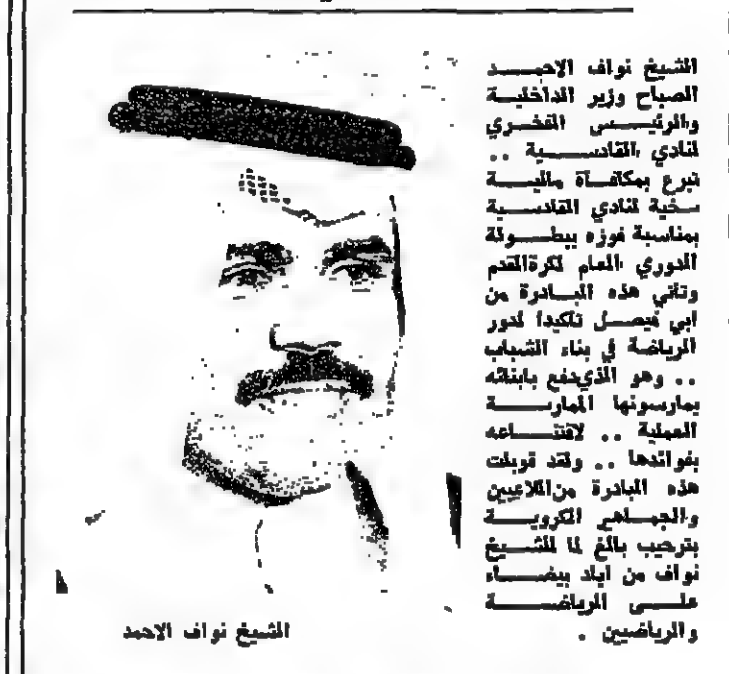 الشيخ نواف الاحمد
الصباح وزير الداخلية
والرئيس الفخري
لنادي القادسية ..
تبرع بمكافأة مالية
سخية لنادي القادسية
بمناسبة فوزه ببطولة
الدوري العام لكرة القدم
وتأتي هذه المبادرة من
ابي فيصل تأكيدا لدور
الرياضة في بناء الشباب
.. وهو الذي يدفع بابنائه
يمارسونها الممارسة
العملية .. لاقتناعه
بفوائدها .. ولقد قوبلت
هذه المبادرة من اللاعبين
والجماهير الكروية
بترحيب بالغ لما للشيخ
نواف من اياد بيضاء
على الرياضة
والرياضيين .
الشيخ نواف الاحمد